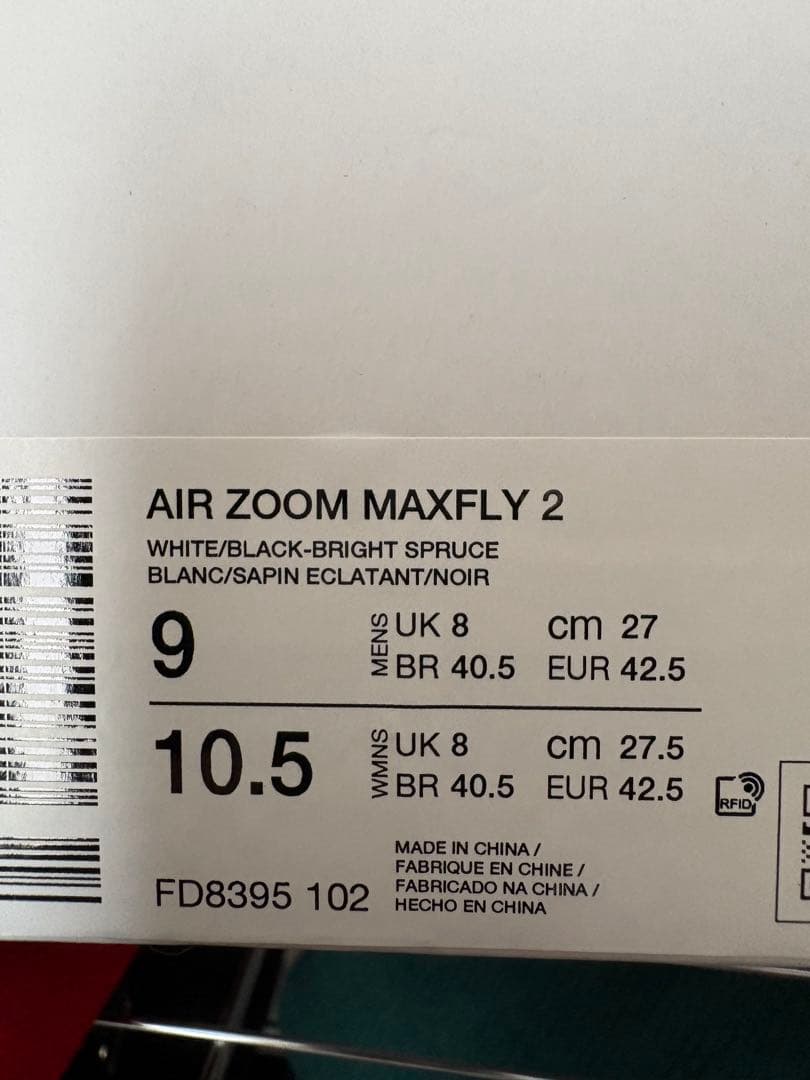 AIR ZOOM MAXFLY 2
WHITE/BLACK-BRIGHT SPRUCE
BLANC/SAPIN ECLATANT/NOIR
9 MENS UK 8 cm 27
BR 40.5 EUR 42.5
10.5 WMNS UK 8 cm 27.5
BR 40.5 EUR 42.5
RFID
MADE IN CHINA /
FABRIQUE EN CHINE /
FABRICADO NA CHINA /
HECHO EN CHINA
FD8395 102